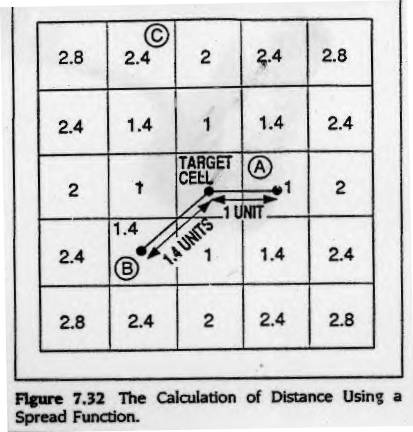 Ⓒ
2.8 2.4 2 2.4 2.8
2.4 1.4 1 1.4 2.4
TARGET Ⓐ
CELL
2 1 1 2
1 UNIT
1.4
1.4 UNITS
2.4 1 1.4 2.4
Ⓑ
2.8 2.4 2 2.4 2.8
Figure 7.32 The Calculation of Distance Using a
Spread Function.